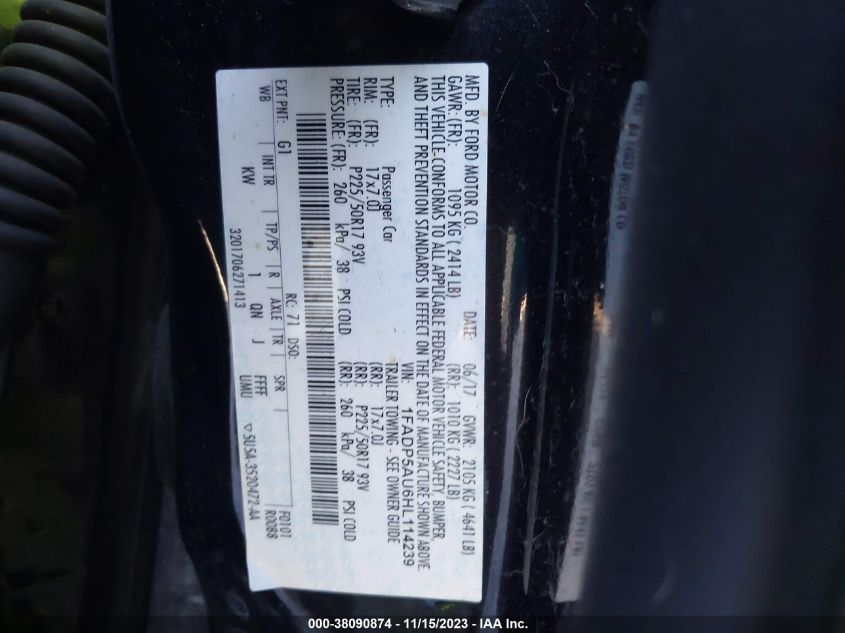 MFD. BY FORD MOTOR CO.
DATE: 06/17 GVWR: 2105 KG ( 4641 LB)
GAWR: (FR): 1095 KG ( 2414 LB) (RR): 1010 KG ( 2227 LB)
THIS VEHICLE CONFORMS TO ALL APPLICABLE FEDERAL MOTOR VEHICLE SAFETY, BUMPER
AND THEFT PREVENTION STANDARDS IN EFFECT ON THE DATE OF MANUFACTURE SHOWN ABOVE.
VIN: 1FADP5AU6HL114239
TYPE: Passenger Car TRAILER TOWING - SEE OWNER GUIDE
RIM: (FR): 17x7.0J (RR): 17x7.0J
TIRE: (FR): P225/50R17 93V (RR): P225/50R17 93V
PRESSURE: (FR): 260 kPa/ 38 PSI COLD (RR): 260 kPa/ 38 PSI COLD
EXT PNT: G1 RC: 71 DSO: F0101
WB INT TR TP/PS R AXLE TR SPR R0088
KW 1 QN J FFFF
3201706271413 UMU ▽5U5A-3520472-AA
000-38090874 - 11/15/2023 - IAA Inc.